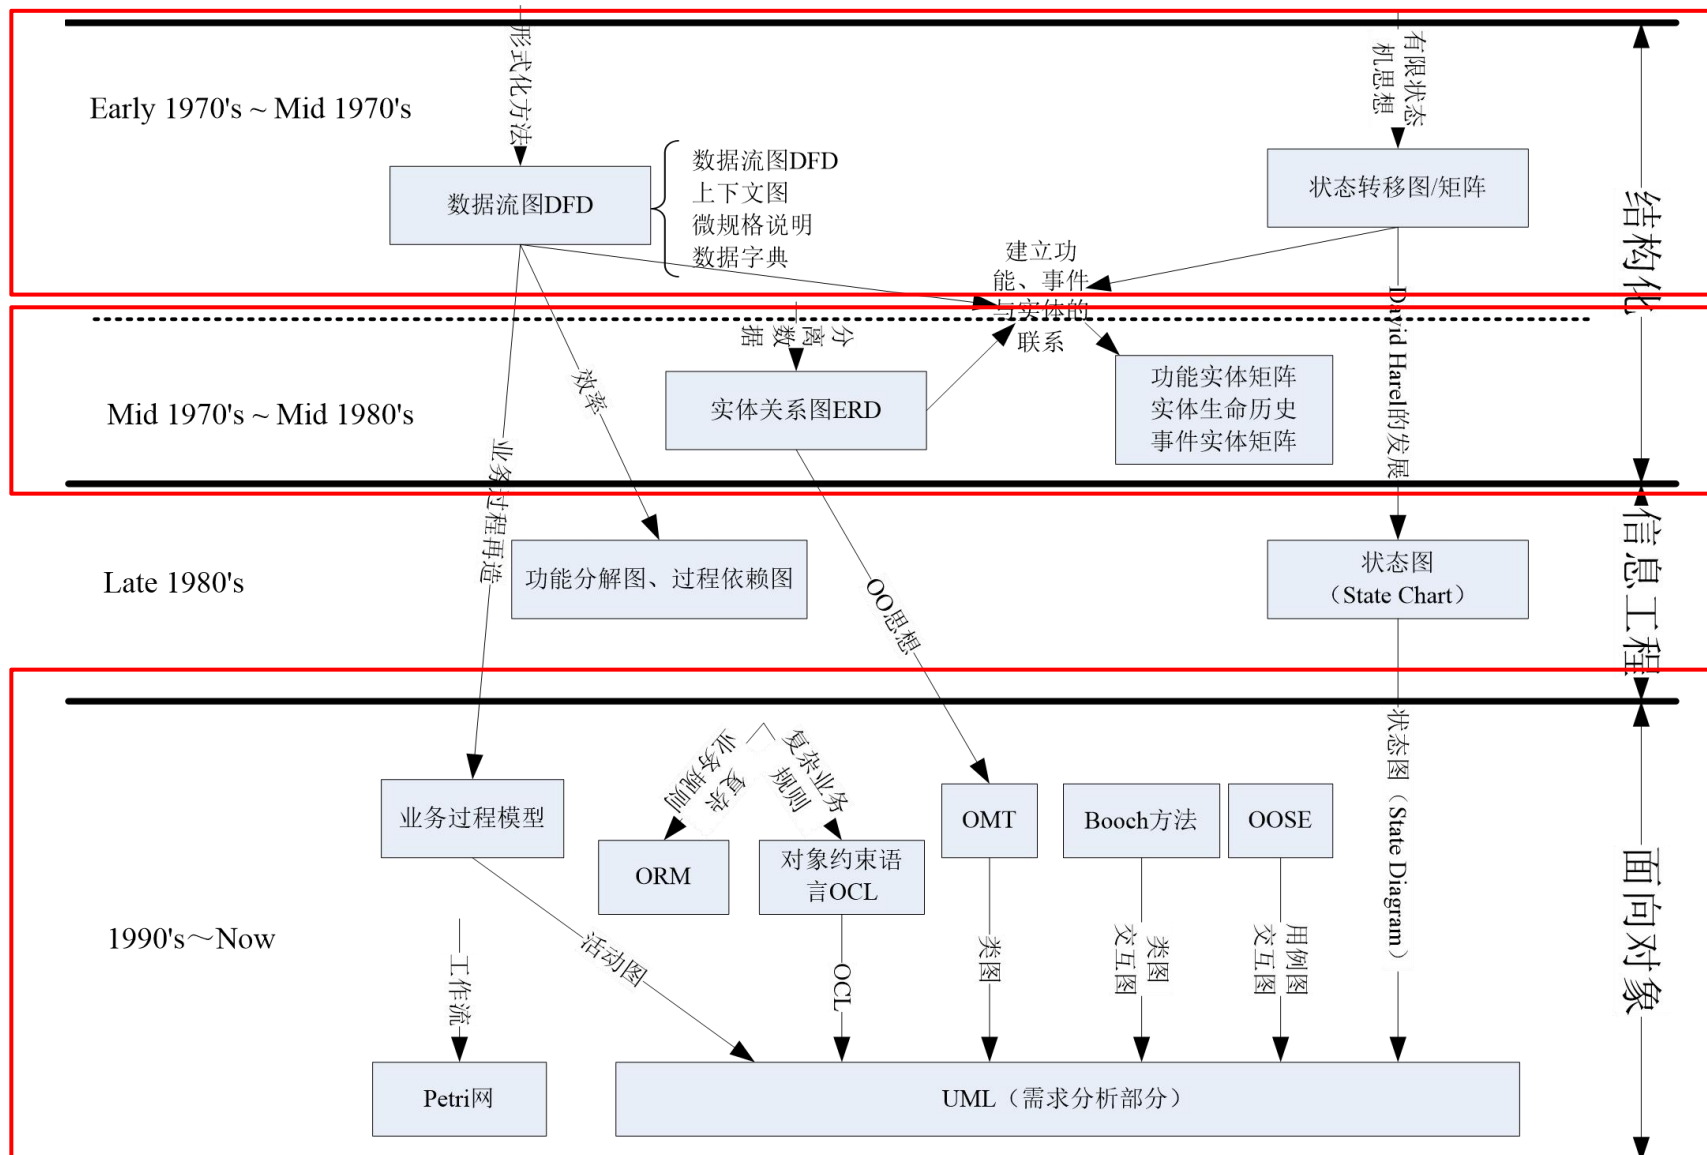 形式化方法
有限状态
机思想
Early 1970's ~ Mid 1970's
数据流图DFD
数据流图DFD
上下文图
微规格说明
数据字典
状态转移图/矩阵
结构化
建立功
能、事件
与实体的
联系
David Harel的发展
分离数据
效率
Mid 1970's ~ Mid 1980's
实体关系图ERD
功能实体矩阵
实体生命历史
事件实体矩阵
业务过程再造
信息工程
Late 1980's
功能分解图、过程依赖图
OO思想
状态图
（State Chart）
复杂
业务规则
复杂业务
规则
状态图（State Diagram）
业务过程模型
ORM
对象约束语
言OCL
OMT
Booch方法
OOSE
面向对象
1990's～Now
工作流
活动图
OCL
类图
类图
交互图
用例图
交互图
Petri网
UML（需求分析部分）